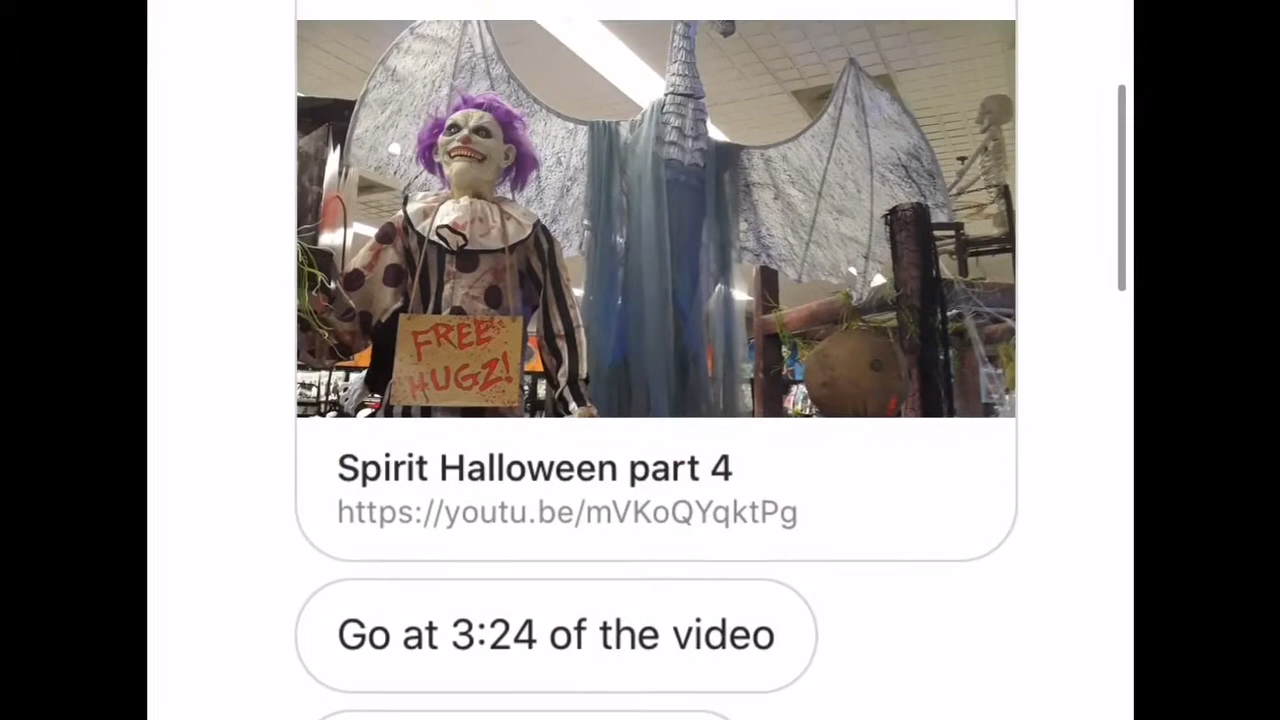 FREE
HUGZ!
Spirit Halloween part 4
https://youtu.be/mVKoQYqktPg
Go at 3:24 of the video